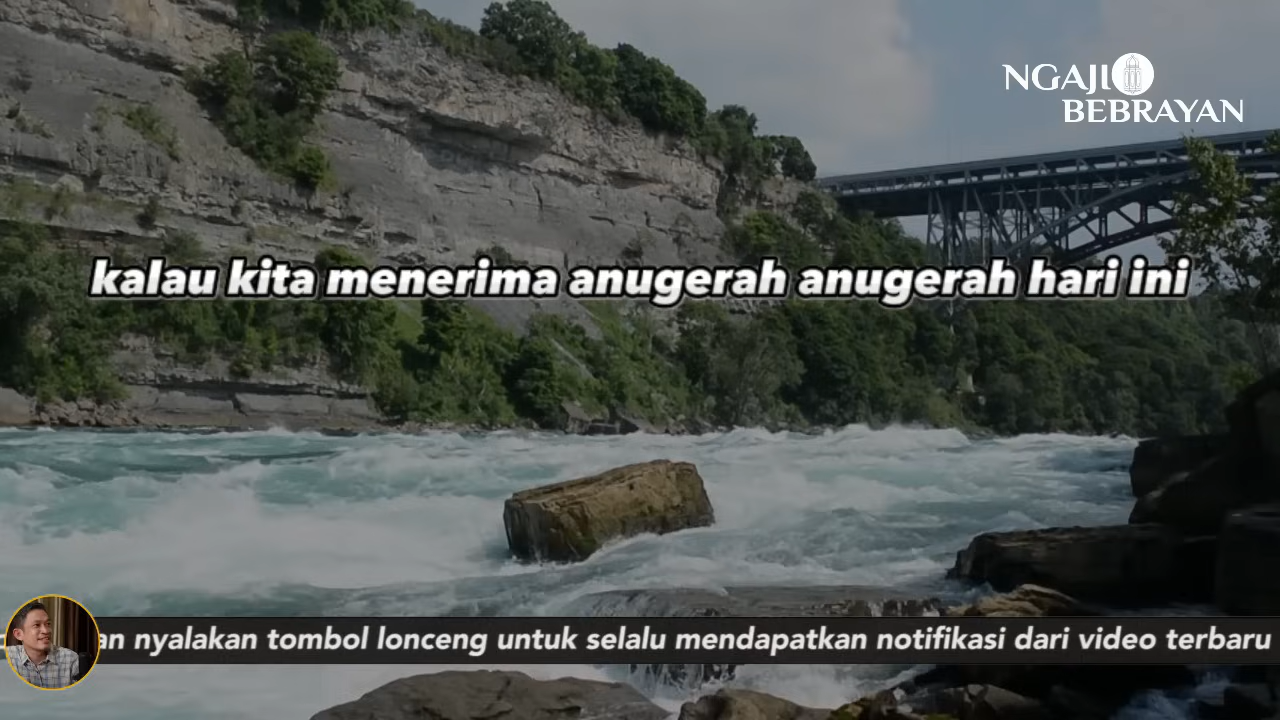 NGAJI
BEBRAYAN
kalau kita menerima anugerah anugerah hari ini
an nyalakan tombol lonceng untuk selalu mendapatkan notifikasi dari video terbaru